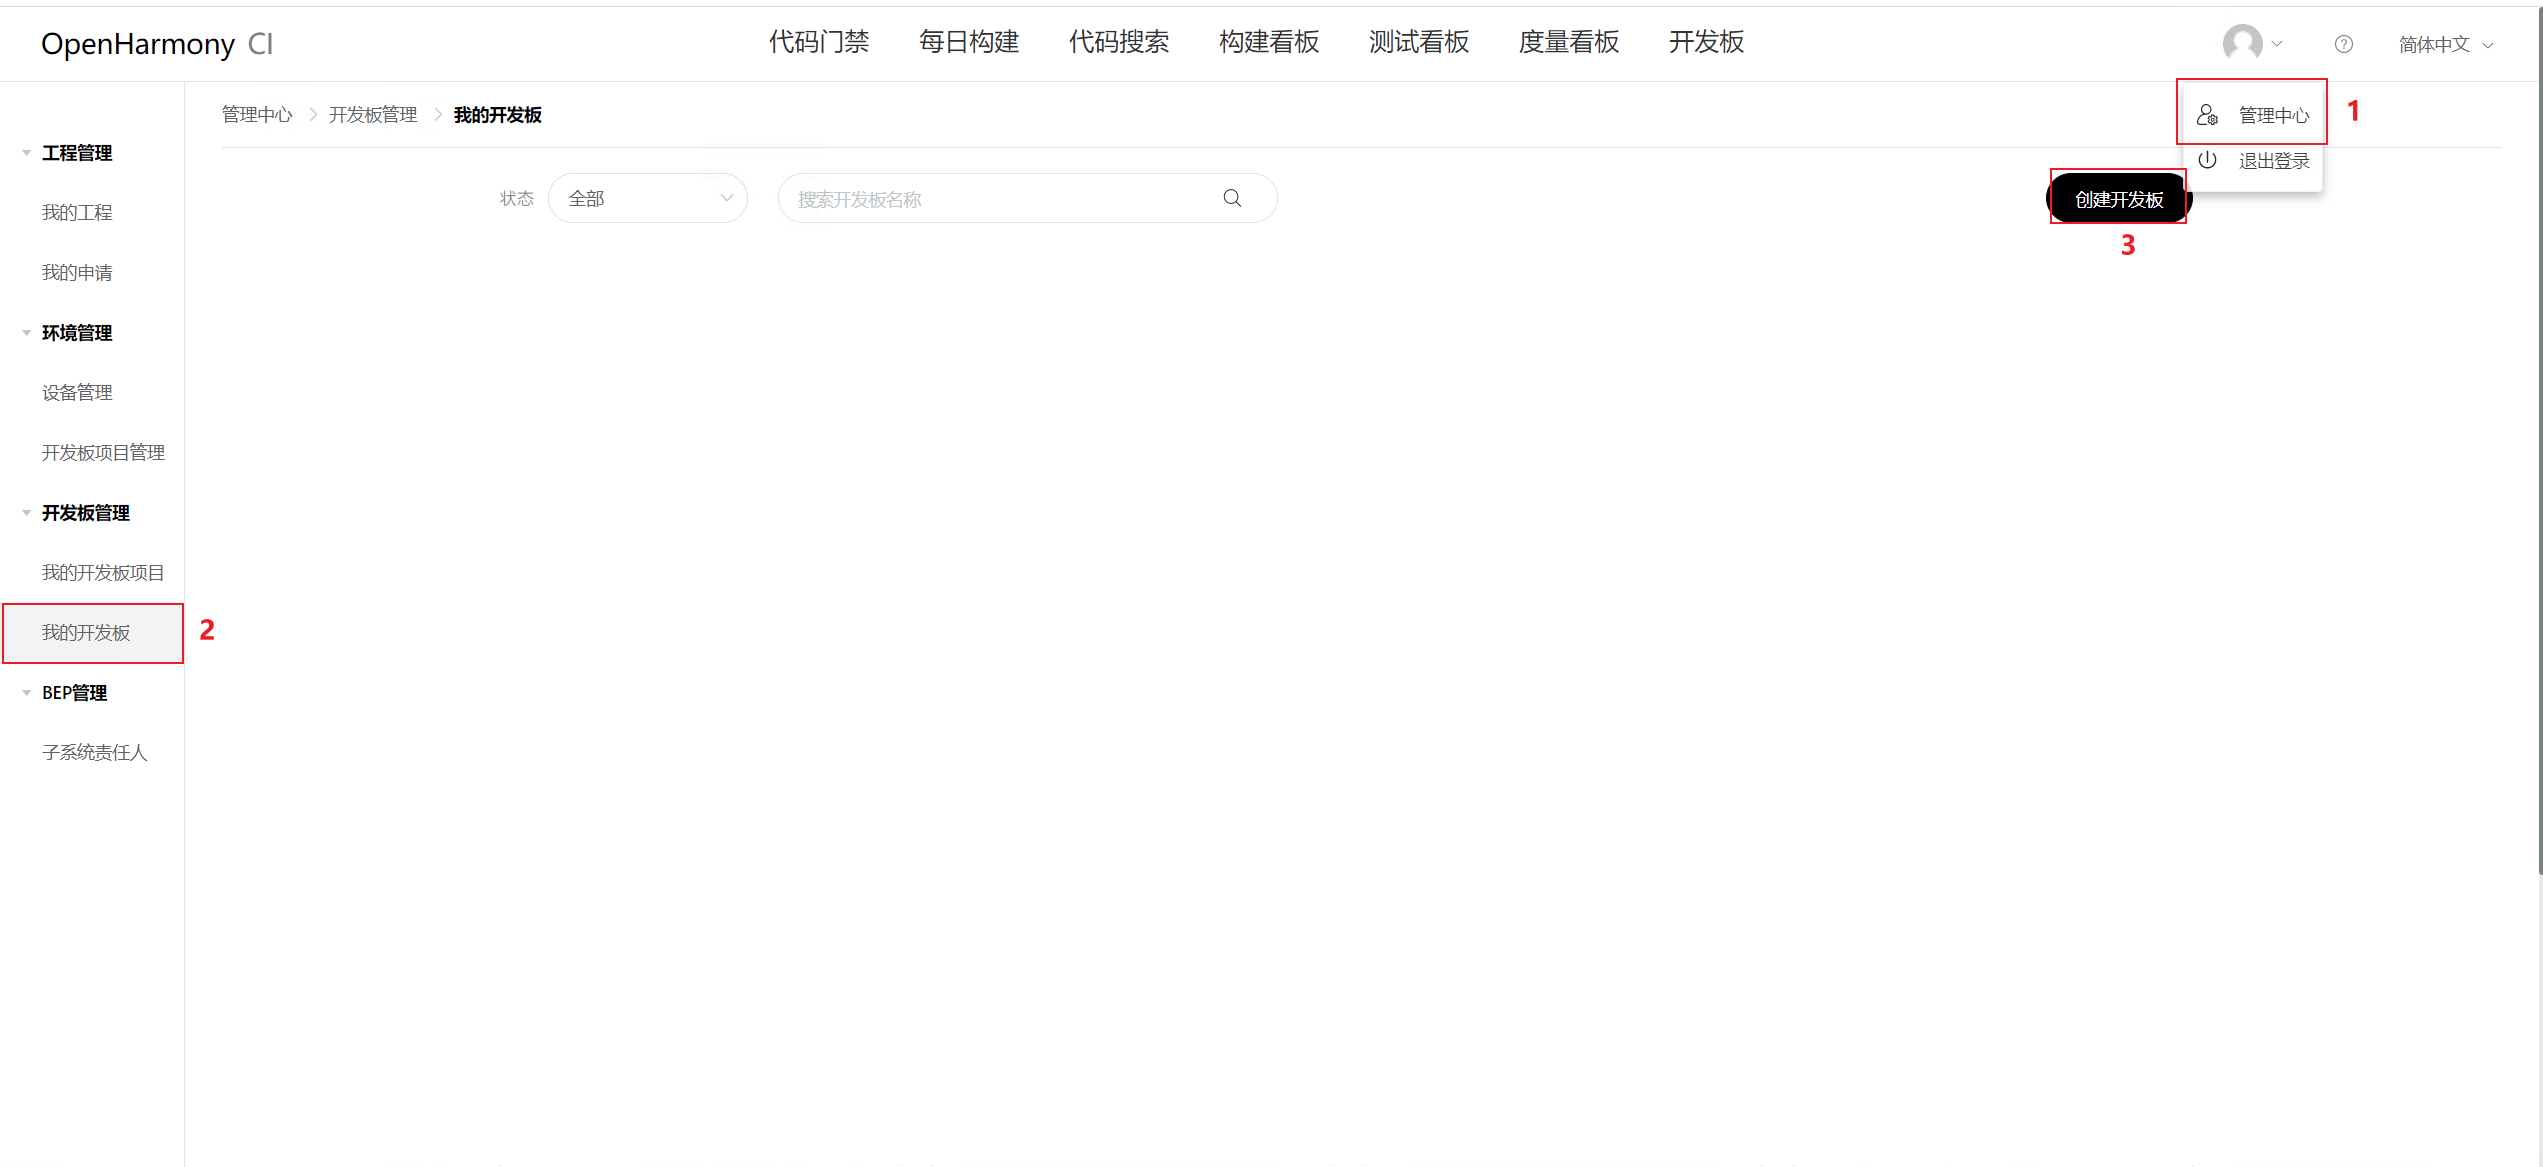 OpenHarmony CI
代码门禁 每日构建 代码搜索 构建看板 测试看板 度量看板 开发板
简体中文
管理中心 1
退出登录
管理中心 > 开发板管理 > 我的开发板
状态 全部 搜索开发板名称 创建开发板
3
工程管理
我的工程
我的申请
环境管理
设备管理
开发板项目管理
开发板管理
我的开发板项目
我的开发板 2
BEP管理
子系统责任人